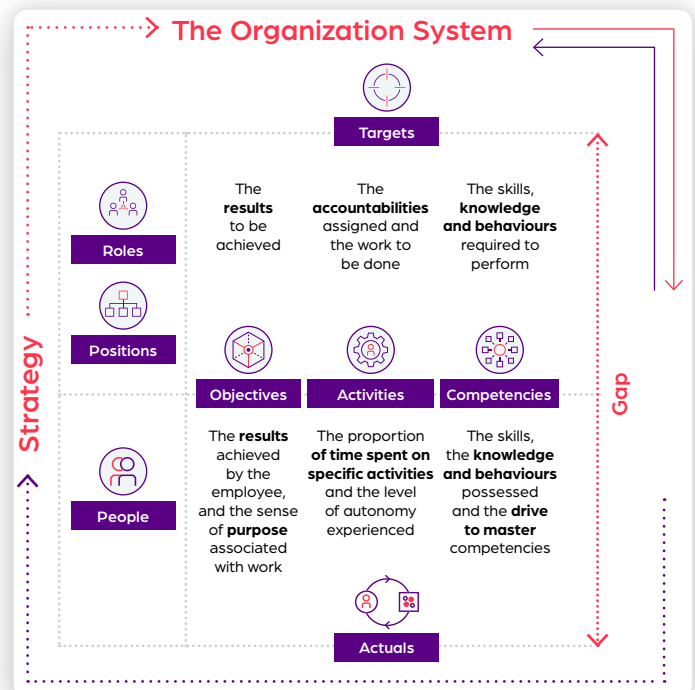 The Organization System
Targets
Roles
Positions
The
results
to be
achieved
The
accountabilities
assigned and
the work to
be done
The skills,
knowledge
and behaviours
required to
perform
Objectives
Activities
Competencies
Strategy
Gap
People
The results
achieved
by the
employee,
and the sense
of purpose
associated
with work
The proportion
of time spent on
specific activities
and the level
of autonomy
experienced
The skills,
the knowledge
and behaviours
possessed
and the drive
to master
competencies
Actuals